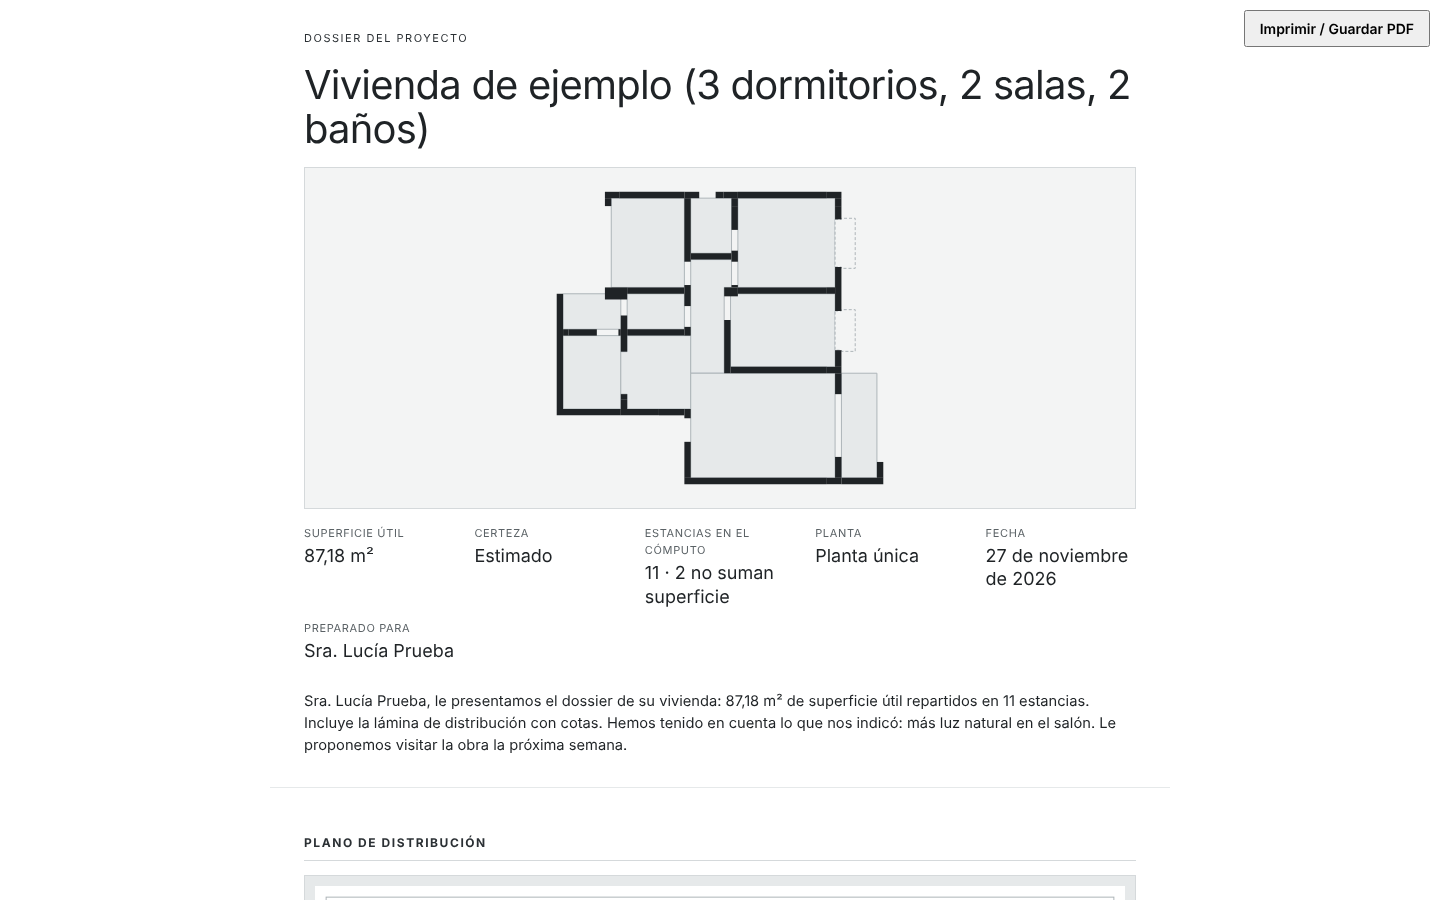 Imprimir / Guardar PDF
DOSSIER DEL PROYECTO
Vivienda de ejemplo (3 dormitorios, 2 salas, 2
baños)
SUPERFICIE ÚTIL
87,18 m²
CERTEZA
Estimado
ESTANCIAS EN EL
CÓMPUTO
11 · 2 no suman
superficie
PLANTA
Planta única
FECHA
27 de noviembre
de 2026
PREPARADO PARA
Sra. Lucía Prueba
Sra. Lucía Prueba, le presentamos el dossier de su vivienda: 87,18 m² de superficie útil repartidos en 11 estancias.
Incluye la lámina de distribución con cotas. Hemos tenido en cuenta lo que nos indicó: más luz natural en el salón. Le
proponemos visitar la obra la próxima semana.
PLANO DE DISTRIBUCIÓN